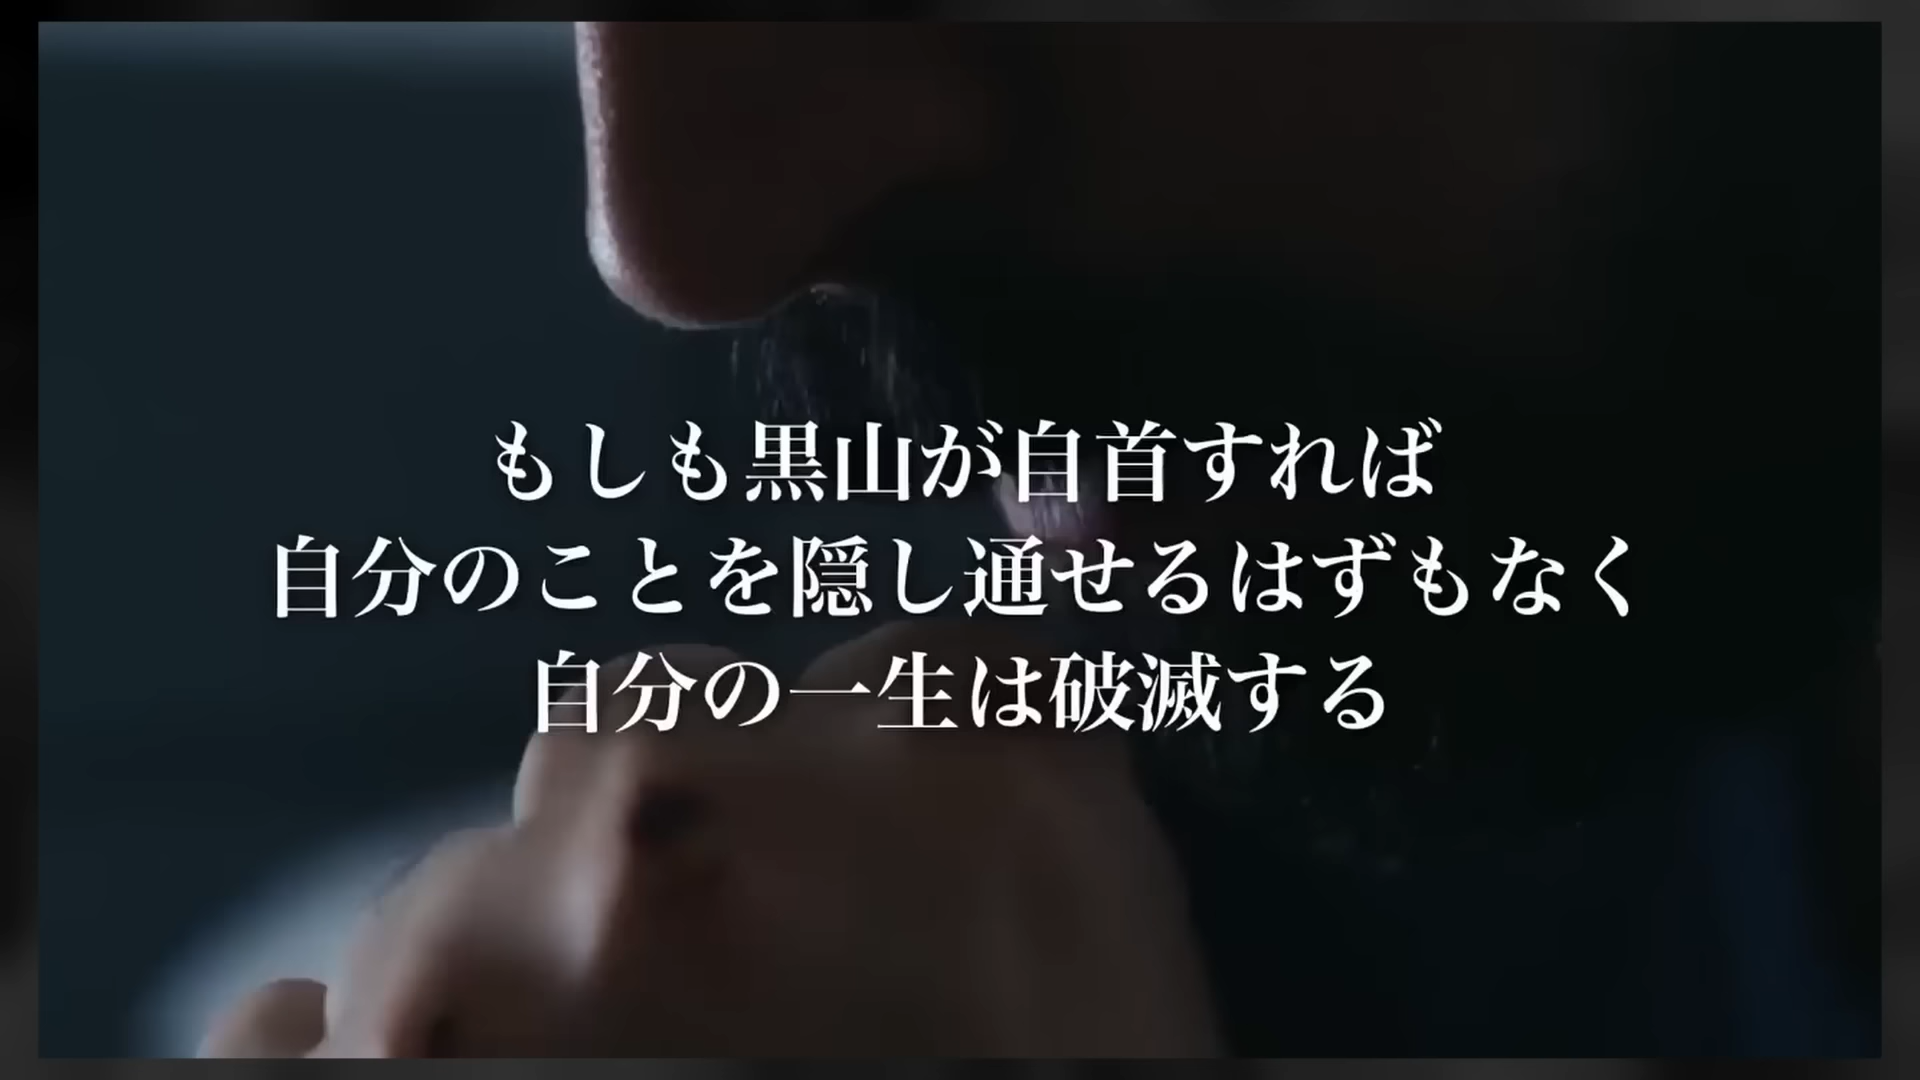 もしも黒山が自首すれば
自分のことを隠し通せるはずもなく
自分の一生は破滅する